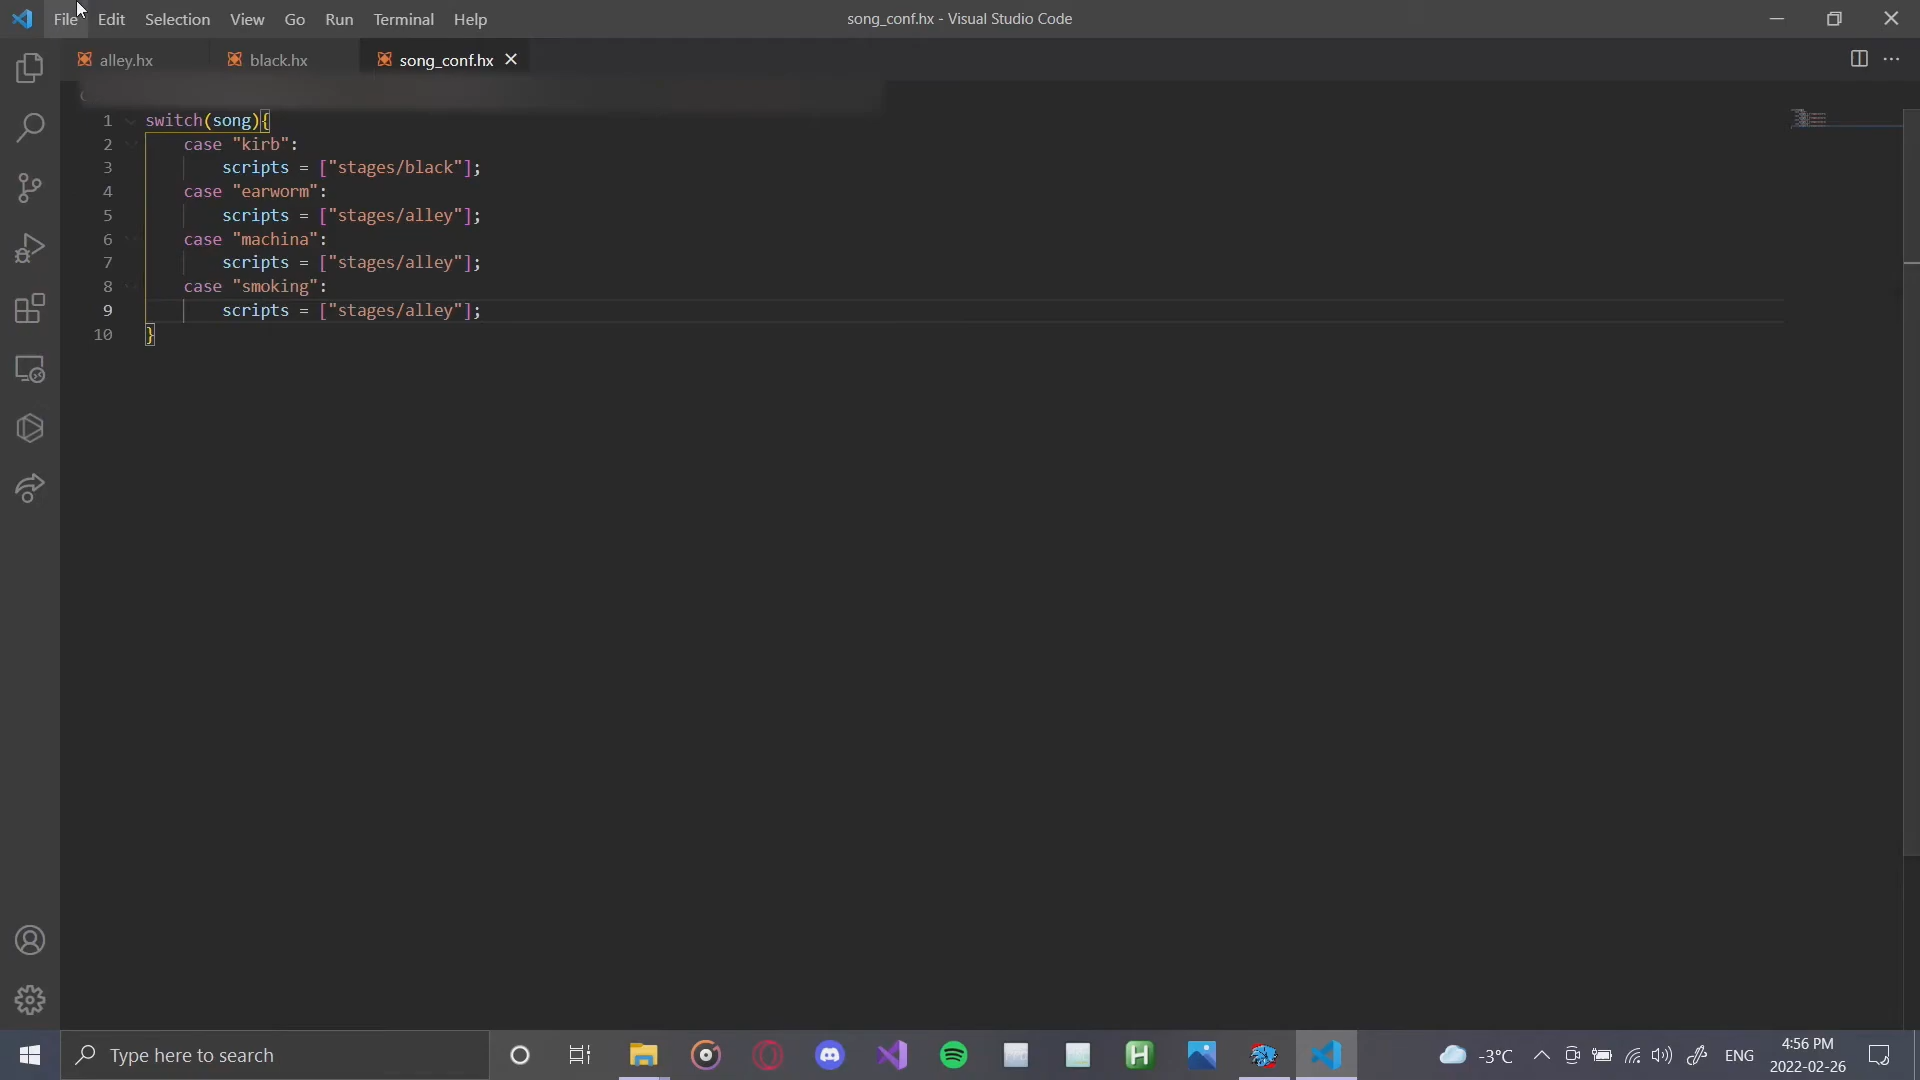 File Edit Selection View Go Run Terminal Help
song_conf.hx - Visual Studio Code
alley.hx black.hx song_conf.hx
1 switch(song){
2 case "kirb":
3 scripts = ["stages/black"];
4 case "earworm":
5 scripts = ["stages/alley"];
6 case "machina":
7 scripts = ["stages/alley"];
8 case "smoking":
9 scripts = ["stages/alley"];
10 }
Type here to search
-3°C
ENG
4:56 PM
2022-02-26